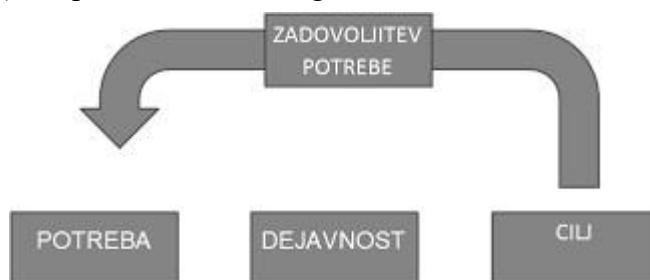 ZADOVOLJITEV
POTREBE
POTREBA
DEJAVNOST
CILJ